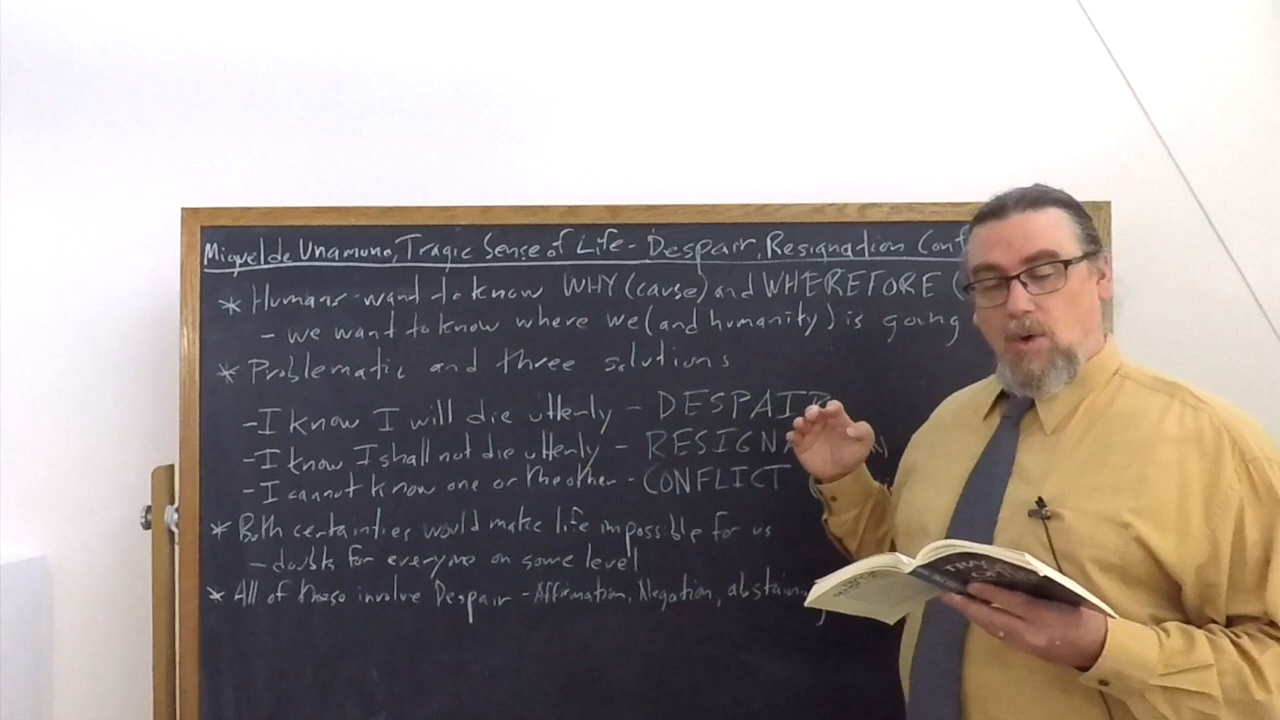 Miguel de Unamuno, Tragic Sense of Life - Despair, Resignation Conf
* Humans want to know WHY (cause) and WHEREFORE (
- we want to know where we (and humanity) is going
* Problematic and three solutions
- I know I will die utterly - DESPAIR
- I know I shall not die utterly - RESIGNA N
- I cannot know one or the other - CONFLICT
* Both certainties would make life impossible for us
- doubts for everyone on some level
* All of these involve Despair - Affirmation, Negation, abstaining